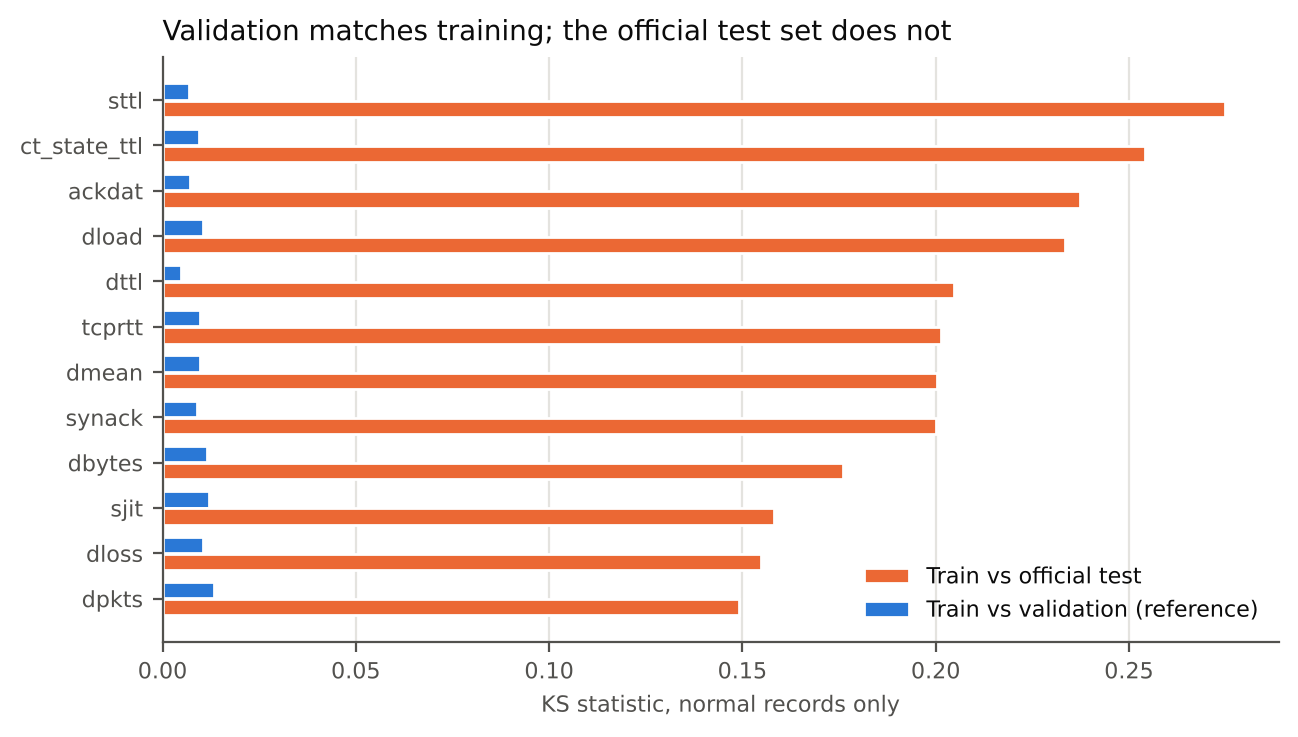 Validation matches training; the official test set does not
sttl
ct_state_ttl
ackdat
dload
dttl
tcprtt
dmean
synack
dbytes
sjit
dloss
dpkts
Train vs official test
Train vs validation (reference)
0.00 0.05 0.10 0.15 0.20 0.25
KS statistic, normal records only